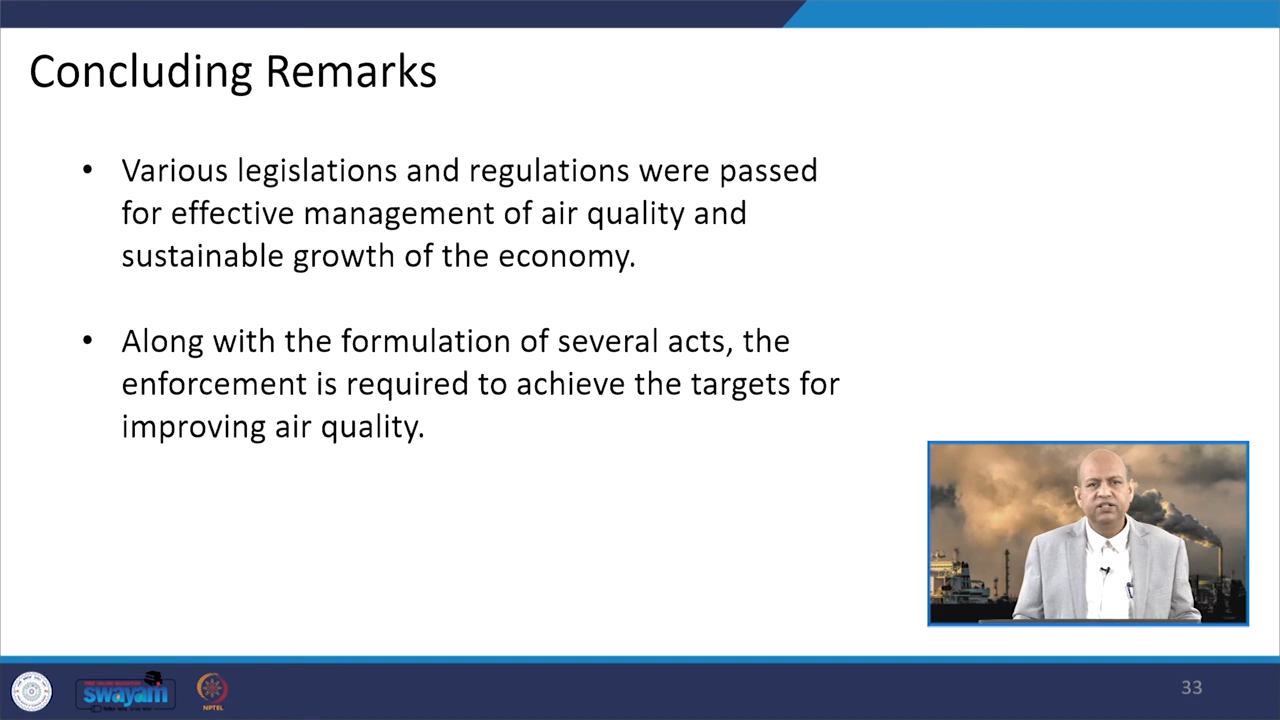 Concluding Remarks
• Various legislations and regulations were passed
for effective management of air quality and
sustainable growth of the economy.
• Along with the formulation of several acts, the
enforcement is required to achieve the targets for
improving air quality.
swayam
NPTEL
33